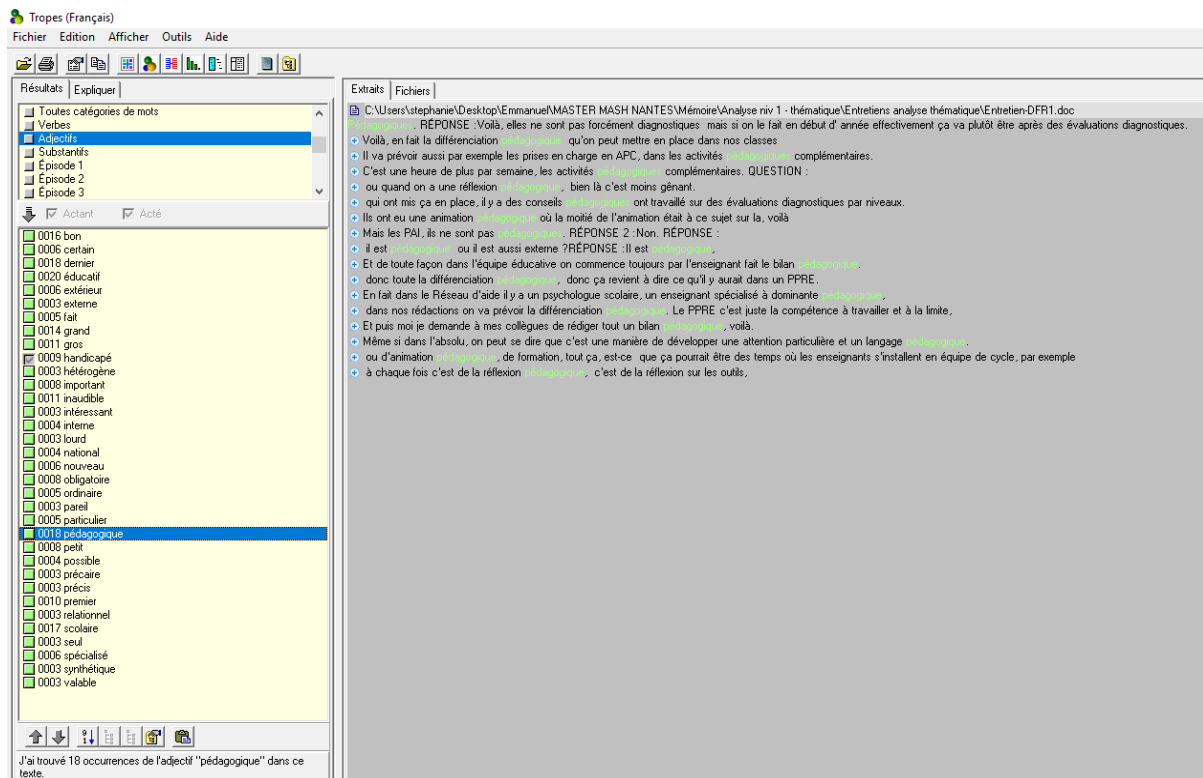 Tropes (Français)
Fichier Edition Afficher Outils Aide
Résultats Expliquer
Toutes catégories de mots
Verbes
Adjectifs
Substantifs
Épisode 1
Épisode 2
Épisode 3
Actant Acté
0016 bon
0006 certain
0018 dernier
0020 éducatif
0006 extérieur
0003 externe
0005 fait
0014 grand
0011 gros
0009 handicapé
0003 hétérogène
0008 important
0011 inaudible
0003 intéressant
0004 interne
0003 lourd
0004 national
0006 nouveau
0008 obligatoire
0005 ordinaire
0003 pareil
0005 particulier
0018 pédagogique
0008 petit
0004 possible
0003 précaire
0003 précis
0010 premier
0003 relationnel
0017 scolaire
0003 seul
0006 spécialisé
0003 synthétique
0003 valable
J'ai trouvé 18 occurrences de l'adjectif "pédagogique" dans ce
texte.
Extraits Fichiers
C:\Users\stephanie\Desktop\Emmanuel\MASTER MASH NANTES\Mémoire\Analyse niv 1 - thématique\Entretiens analyse thématique\Entretien-DFR1.doc
Pédagogiques. RÉPONSE :Voilà, elles ne sont pas forcément diagnostiques mais si on le fait en début d' année effectivement ça va plutôt être après des évaluations diagnostiques.
Voilà, en fait la différenciation pédagogique qu'on peut mettre en place dans nos classes
Il va prévoir aussi par exemple les prises en charge en APC, dans les activités pédagogiques complémentaires.
C'est une heure de plus par semaine, les activités pédagogiques complémentaires. QUESTION :
ou quand on a une réflexion pédagogique, bien là c'est moins gênant.
qui ont mis ça en place, il y a des conseils pédagogiques ont travaillé sur des évaluations diagnostiques par niveaux.
Ils ont eu une animation pédagogique où la moitié de l'animation était à ce sujet sur la, voilà
Mais les PAI, ils ne sont pas pédagogiques. RÉPONSE 2 :Non. RÉPONSE :
il est pédagogique ou il est aussi externe ?RÉPONSE :Il est pédagogique.
Et de toute façon dans l'équipe éducative on commence toujours par l'enseignant fait le bilan pédagogique.
donc toute la différenciation pédagogique, donc ça revient à dire ce qu'il y aurait dans un PPRE.
En fait dans le Réseau d'aide il y a un psychologue scolaire, un enseignant spécialisé à dominante pédagogique,
dans nos rédactions on va prévoir la différenciation pédagogique. Le PPRE c'est juste la compétence à travailler et à la limite,
Et puis moi je demande à mes collègues de rédiger tout un bilan pédagogique, voilà.
Même si dans l'absolu, on peut se dire que c'est une manière de développer une attention particulière et un langage pédagogique.
ou d'animation pédagogique, de formation, tout ça, est-ce que ça pourrait être des temps où les enseignants s'installent en équipe de cycle, par exemple
à chaque fois c'est de la réflexion pédagogique, c'est de la réflexion sur les outils,